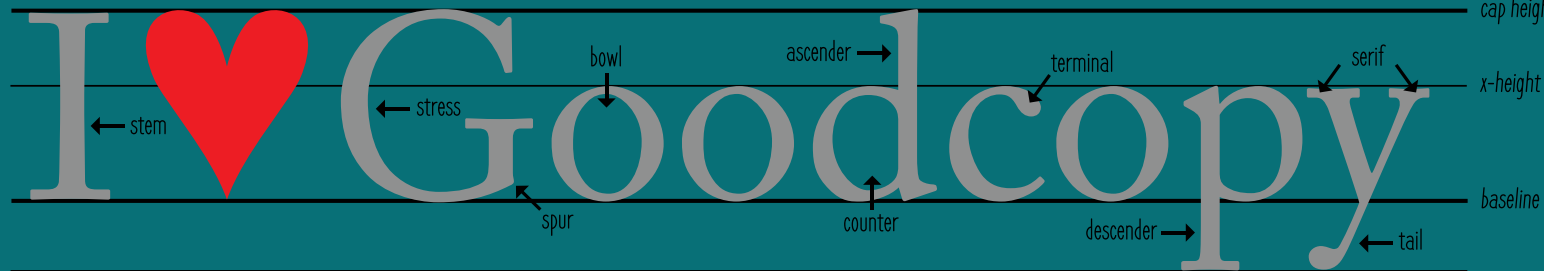 I ♥ Goodcopy
cap heigh
bowl
ascender
terminal
serif
x-height
stress
stem
baseline
spur
counter
descender
tail